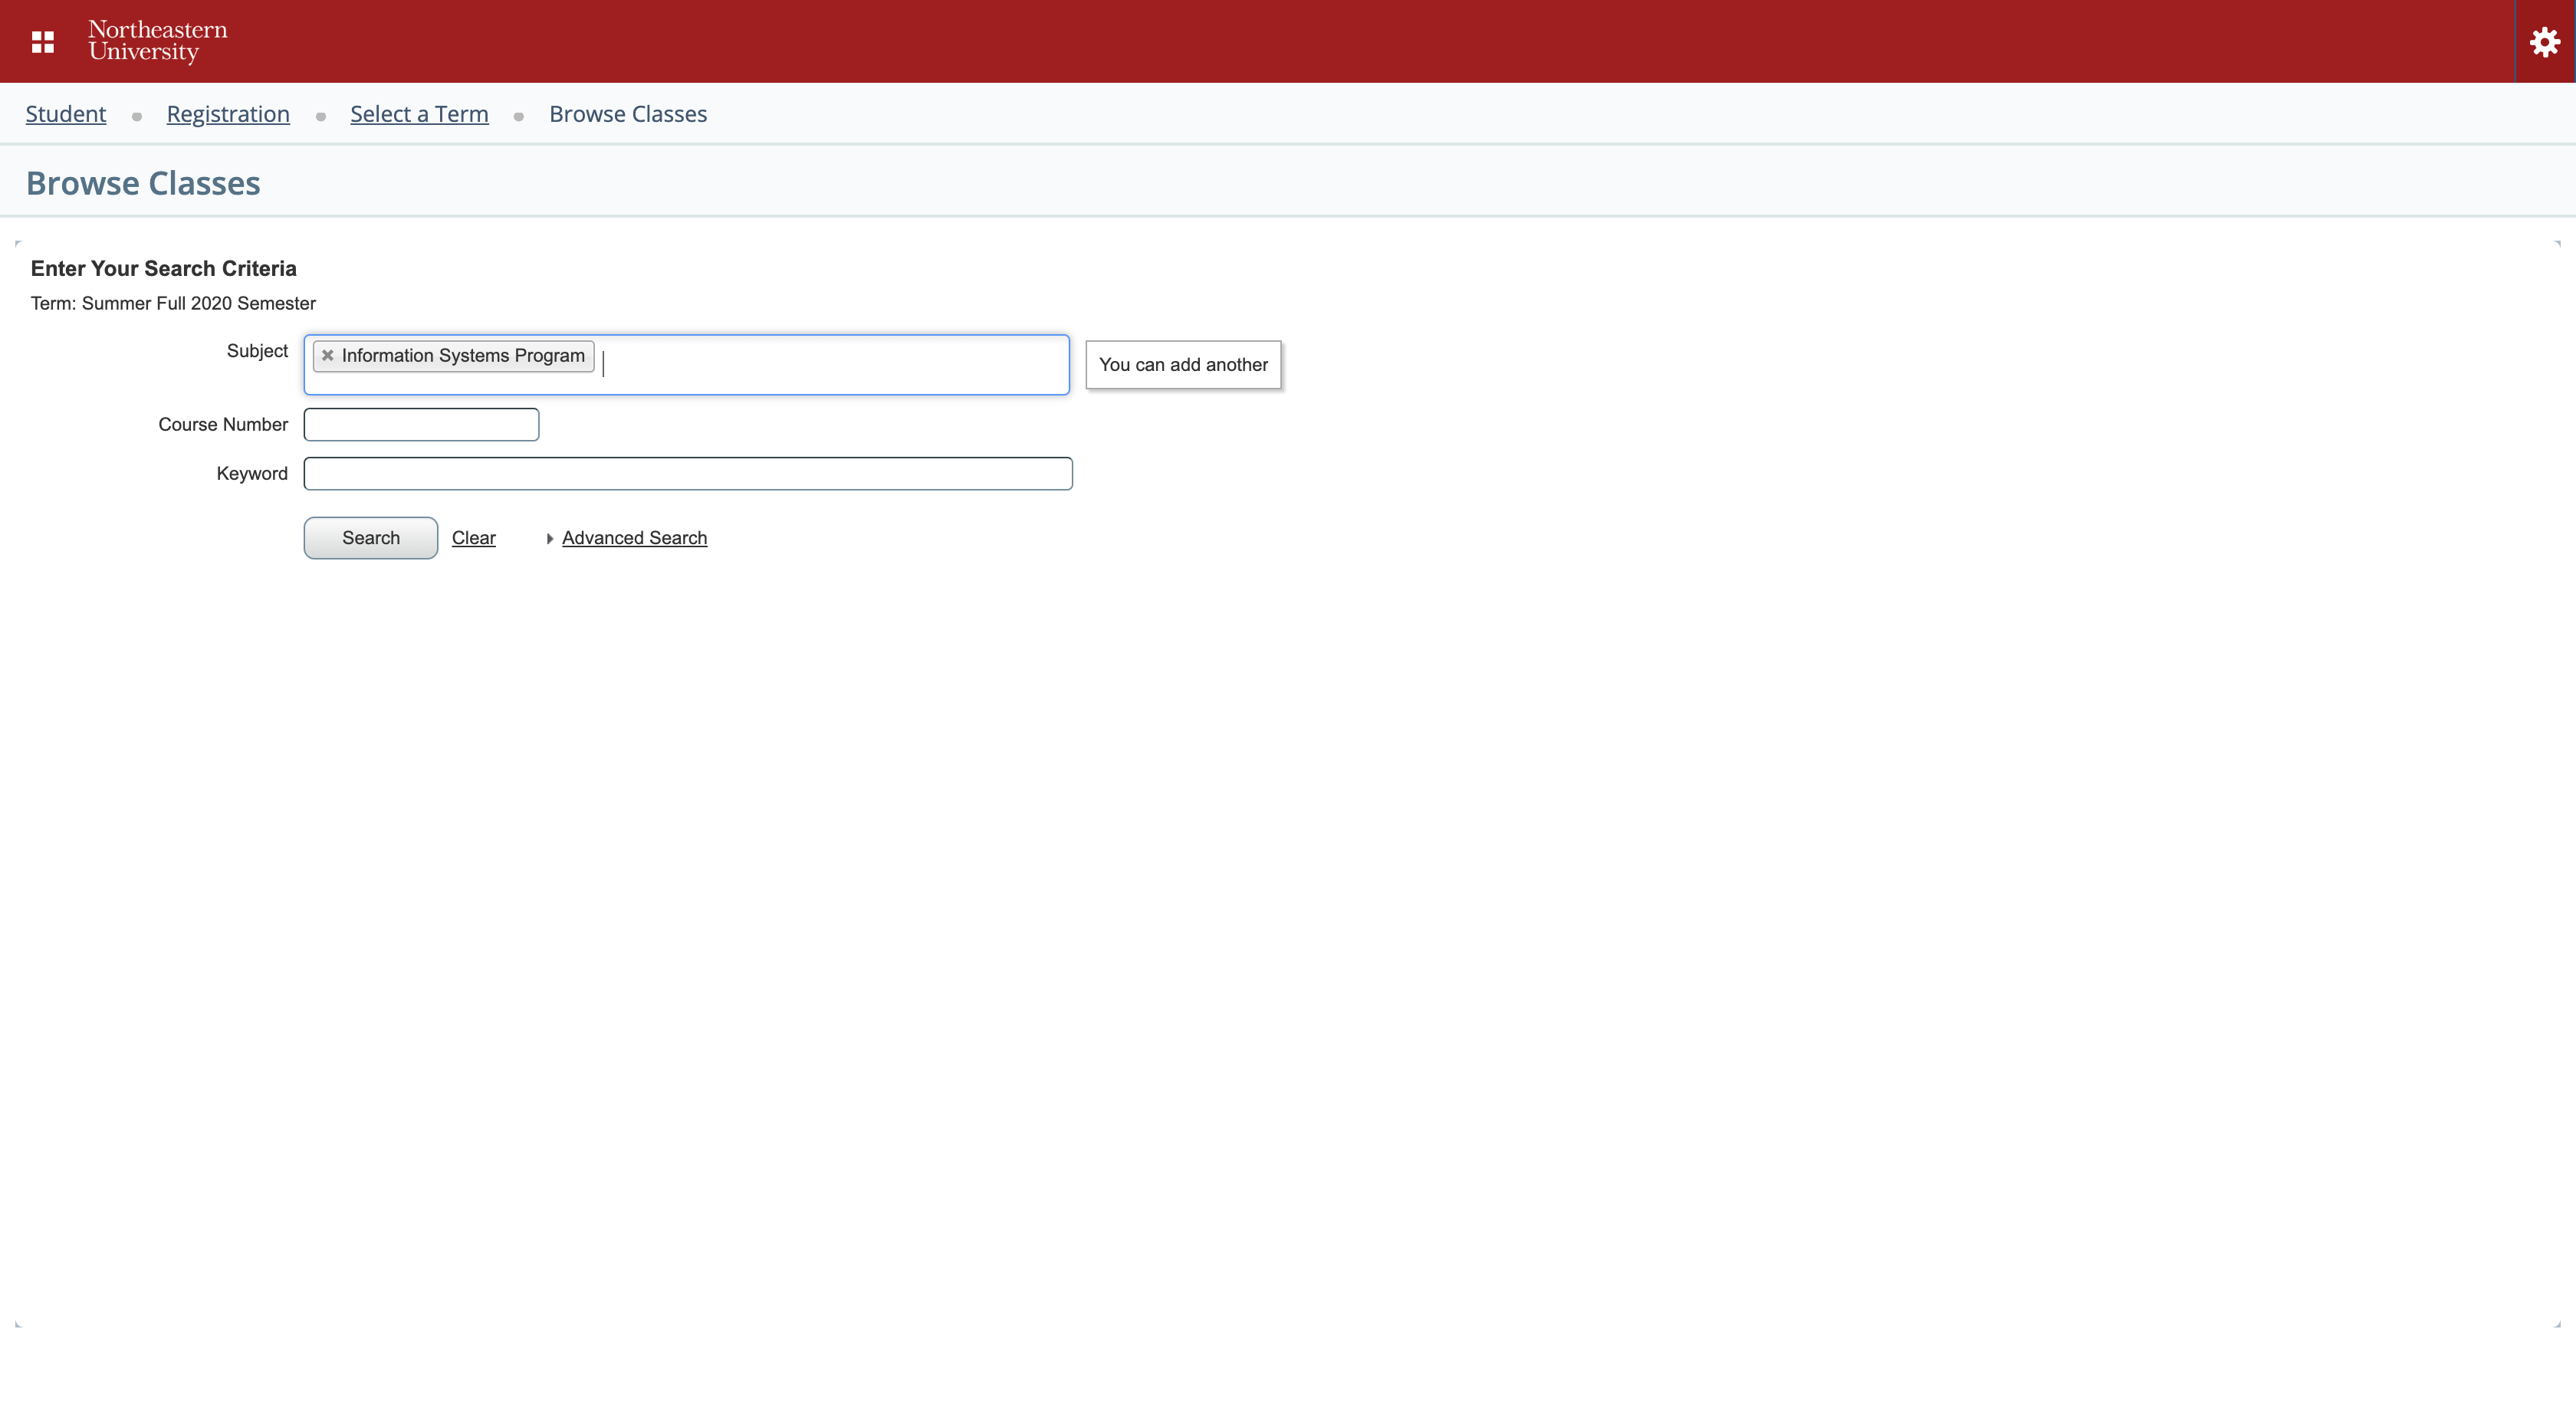 Northeastern
University
Student Registration Select a Term Browse Classes
Browse Classes
Enter Your Search Criteria
Term: Summer Full 2020 Semester
Subject Information Systems Program You can add another
Course Number
Keyword
Search Clear Advanced Search